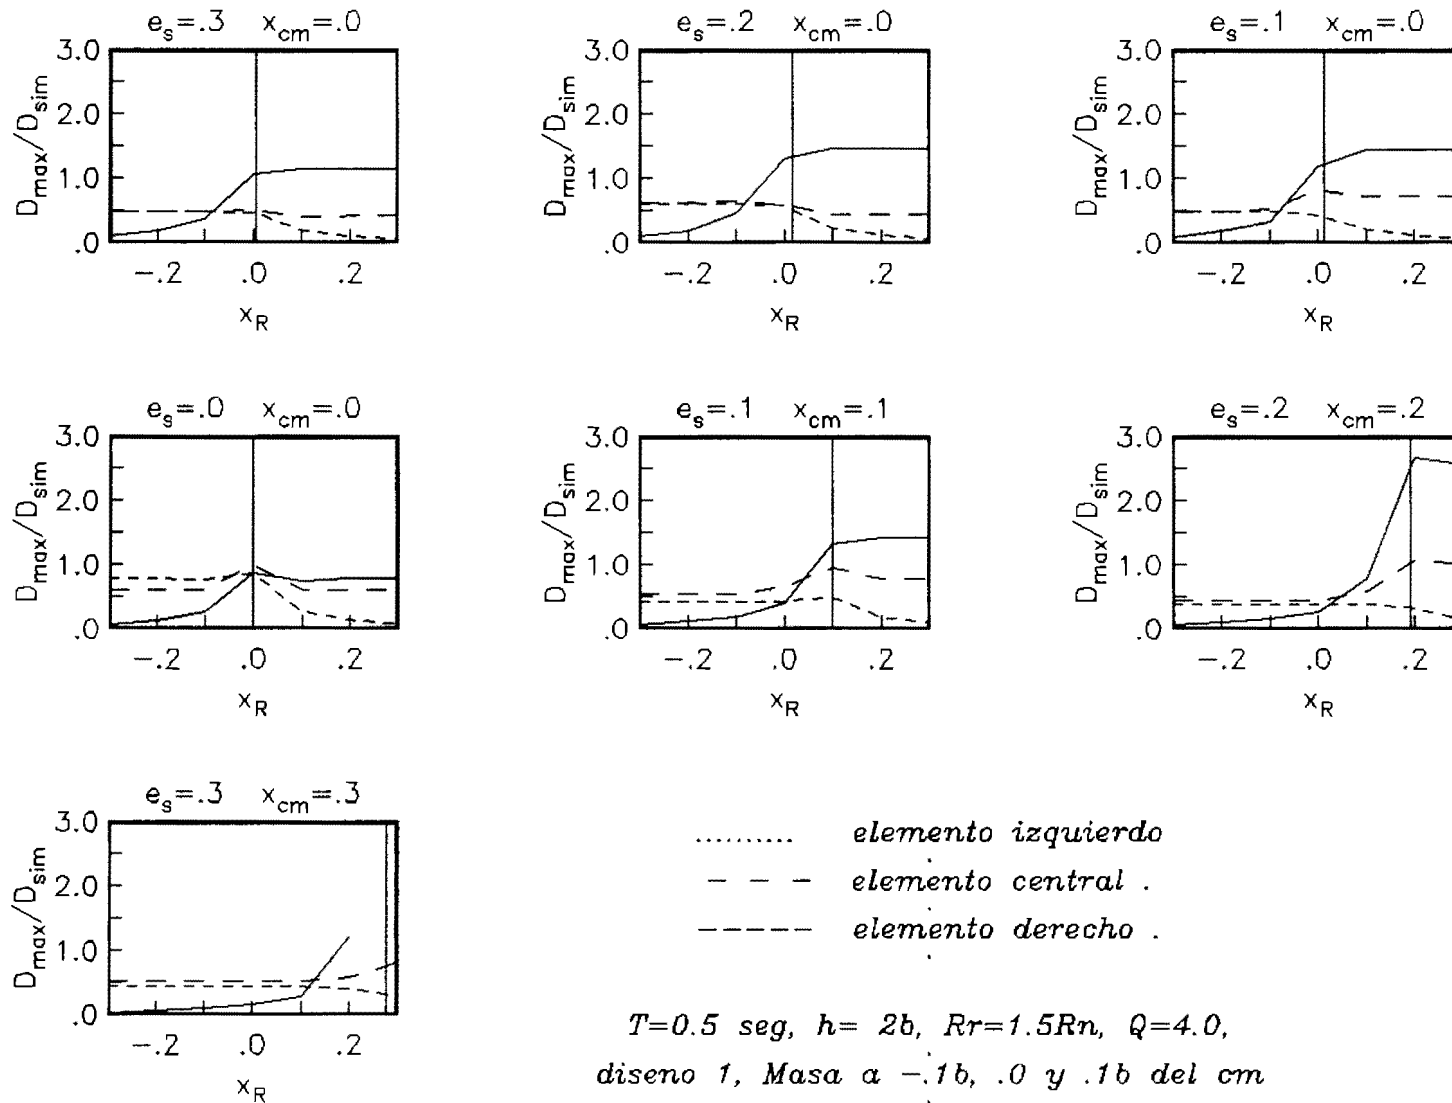 e_s=.3 x_cm=.0
3.0
2.0
1.0
.0
D_max/D_sim
-.2 .0 .2
x_R
e_s=.2 x_cm=.0
3.0
2.0
1.0
.0
D_max/D_sim
-.2 .0 .2
x_R
e_s=.1 x_cm=.0
3.0
2.0
1.0
.0
D_max/D_sim
-.2 .0 .2
x_R
e_s=.0 x_cm=.0
3.0
2.0
1.0
.0
D_max/D_sim
-.2 .0 .2
x_R
e_s=.1 x_cm=.1
3.0
2.0
1.0
.0
D_max/D_sim
-.2 .0 .2
x_R
e_s=.2 x_cm=.2
3.0
2.0
1.0
.0
D_max/D_sim
-.2 .0 .2
x_R
e_s=.3 x_cm=.3
3.0
2.0
1.0
.0
D_max/D_sim
-.2 .0 .2
x_R
elemento izquierdo
elemento central .
elemento derecho .
T=0.5 seg, h= 2b, Rr=1.5Rn, Q=4.0,
diseno 1, Masa a -.1b, .0 y .1b del cm